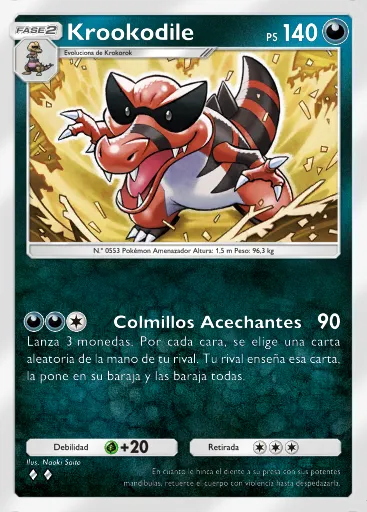 FASE 2
Krookodile
PS 140
Evoluciona de Krokorok
N.º 0553 Pokémon Amenazador Altura: 1,5 m Peso: 96,3 kg
Colmillos Acechantes 90
Lanza 3 monedas. Por cada cara, se elige una carta
aleatoria de la mano de tu rival. Tu rival enseña esa carta,
la pone en su baraja y las baraja todas.
Debilidad +20
Retirada
Ilus. Naoki Saito
En cuanto le hinca el diente a su presa con sus potentes
mandíbulas, retuerce el cuerpo con violencia hasta despedazarla.